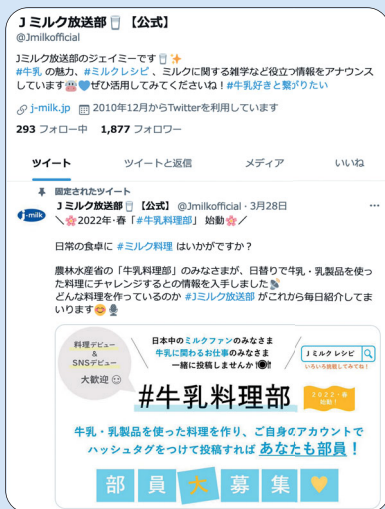 Jミルク放送部🥛【公式】
@Jmilkofficial
Jミルク放送部のジェイミーです🥛✨
#牛乳 の魅力、#ミルクレシピ 、ミルクに関する雑学など役立つ情報をアナウンス
しています🐮💙ぜひ活用してみてくださいね！#牛乳好きと繋がりたい
j-milk.jp 2010年12月からTwitterを利用しています
293 フォロー中 1,877 フォロワー
ツイート ツイートと返信 メディア いいね
固定されたツイート
j-milk Jミルク放送部🥛【公式】 @Jmilkofficial · 3月28日 …
＼🌸2022年･春「#牛乳料理部」 始動🌸／
日常の食卓に #ミルク料理 はいかがですか？
農林水産省の「牛乳料理部」のみなさまが、日替りで牛乳・乳製品を使っ
た料理にチャレンジするとの情報を入手しました📡
どんな料理を作っているのか #Jミルク放送部 がこれから毎日紹介してま
いります😊🎙
料理デビュー
&
SNSデビュー
大歓迎☺
日本中のミルクファンのみなさま
牛乳に関わるお仕事のみなさま
一緒に投稿しませんか🍽!
Jミルク レシピ
いろいろ挑戦してみてね！
#牛乳料理部
2022・春
始動！
牛乳・乳製品を使った料理を作り、ご自身のアカウントで
ハッシュタグをつけて投稿すれば あなたも部員！
部員大募集💛